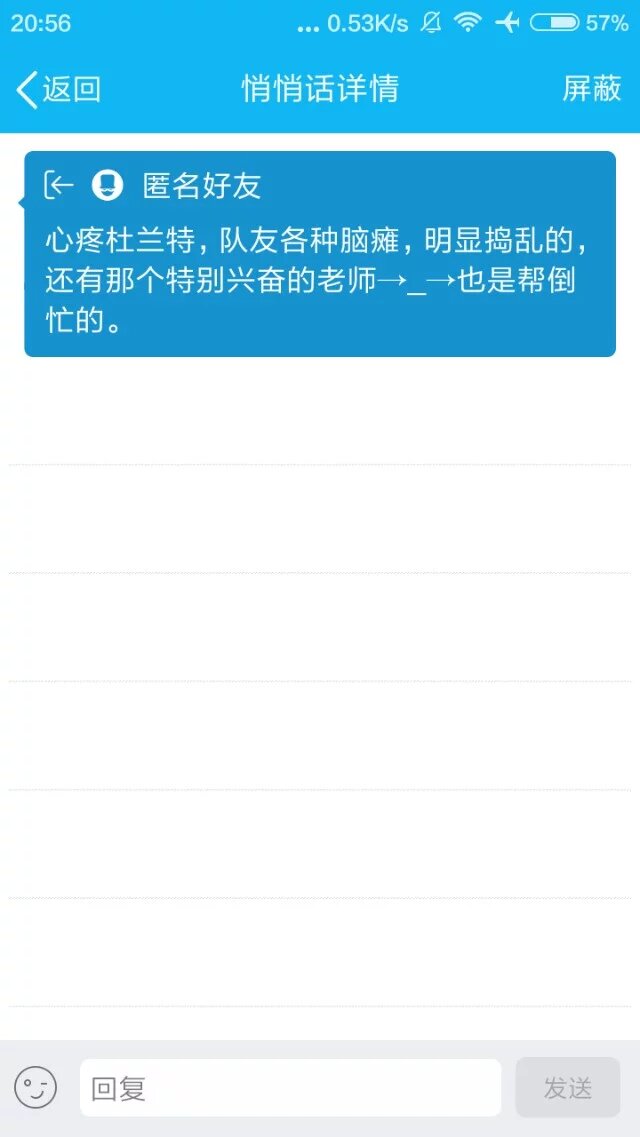 20:56 ... 0.53K/s 57%
返回 悄悄话详情 屏蔽
匿名好友
心疼杜兰特，队友各种脑瘫，明显捣乱的，
还有那个特别兴奋的老师→_→也是帮倒
忙的。
回复 发送